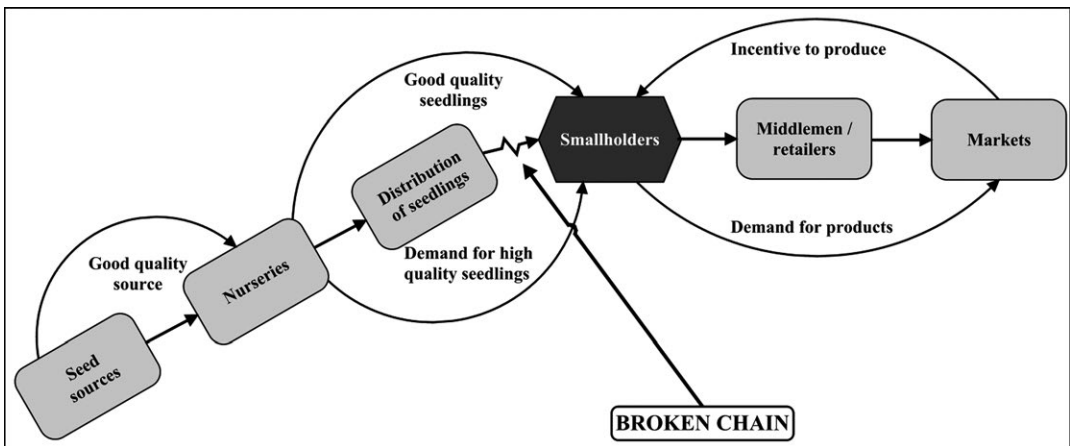 Seed
sources
Good quality
source
Nurseries
Distribution
of seedlings
Good quality
seedlings
Demand for high
quality seedlings
Smallholders
Incentive to produce
Middlemen /
retailers
Markets
Demand for products
BROKEN CHAIN